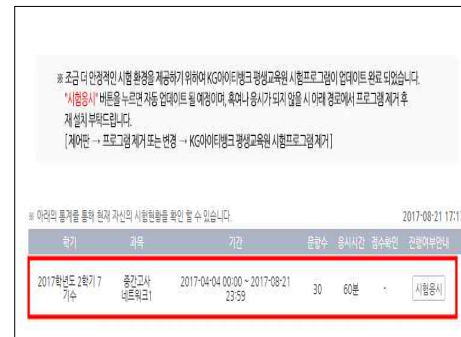 ※ 조금 더 안정적인 시험 환경을 제공하기 위하여 KG아이티뱅크 평생교육원 시험프로그램이 업데이트 완료 되었습니다.
"시험응시" 버튼을 누르면 자동 업데이트 될 예정이며, 혹여나 응시가 되지 않을 시 아래 경로에서 프로그램 제거 후
재 설치 부탁드립니다.
[ 제어판 → 프로그램 제거 또는 변경 → KG아이티뱅크 평생교육원 시험프로그램 제거 ]
※ 아래의 통계를 통하 현재 자신의 시험현황을 확인 할 수 있습니다. 2017-08-21 17:1
학기 과목 기간 문항수 응시시간 점수확인 진행여부안내
2017학년도 2학기 7 중간고사 2017-04-04 00:00 ~ 2017-08-21 30 60분 - 시험응시
기수 네트워크1 23:59